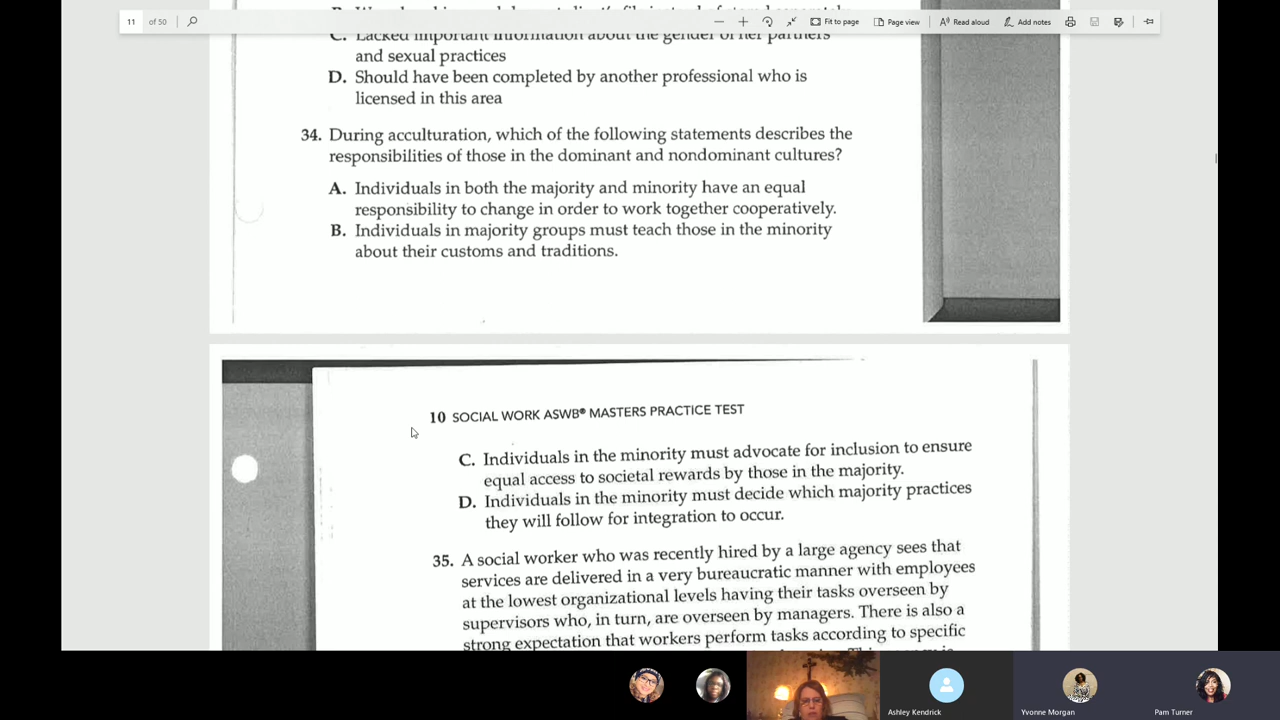 11 of 50
Fit to page
Page view
Read aloud
Add notes
C. Lacked important information about the gender of her partners
and sexual practices
D. Should have been completed by another professional who is
licensed in this area
34. During acculturation, which of the following statements describes the
responsibilities of those in the dominant and nondominant cultures?
A. Individuals in both the majority and minority have an equal
responsibility to change in order to work together cooperatively.
B. Individuals in majority groups must teach those in the minority
about their customs and traditions.
10 SOCIAL WORK ASWB® MASTERS PRACTICE TEST
C. Individuals in the minority must advocate for inclusion to ensure
equal access to societal rewards by those in the majority.
D. Individuals in the minority must decide which majority practices
they will follow for integration to occur.
35. A social worker who was recently hired by a large agency sees that
services are delivered in a very bureaucratic manner with employees
at the lowest organizational levels having their tasks overseen by
supervisors who, in turn, are overseen by managers. There is also a
strong expectation that workers perform tasks according to specific
Ashley Kendrick
Yvonne Morgan
Pam Turner